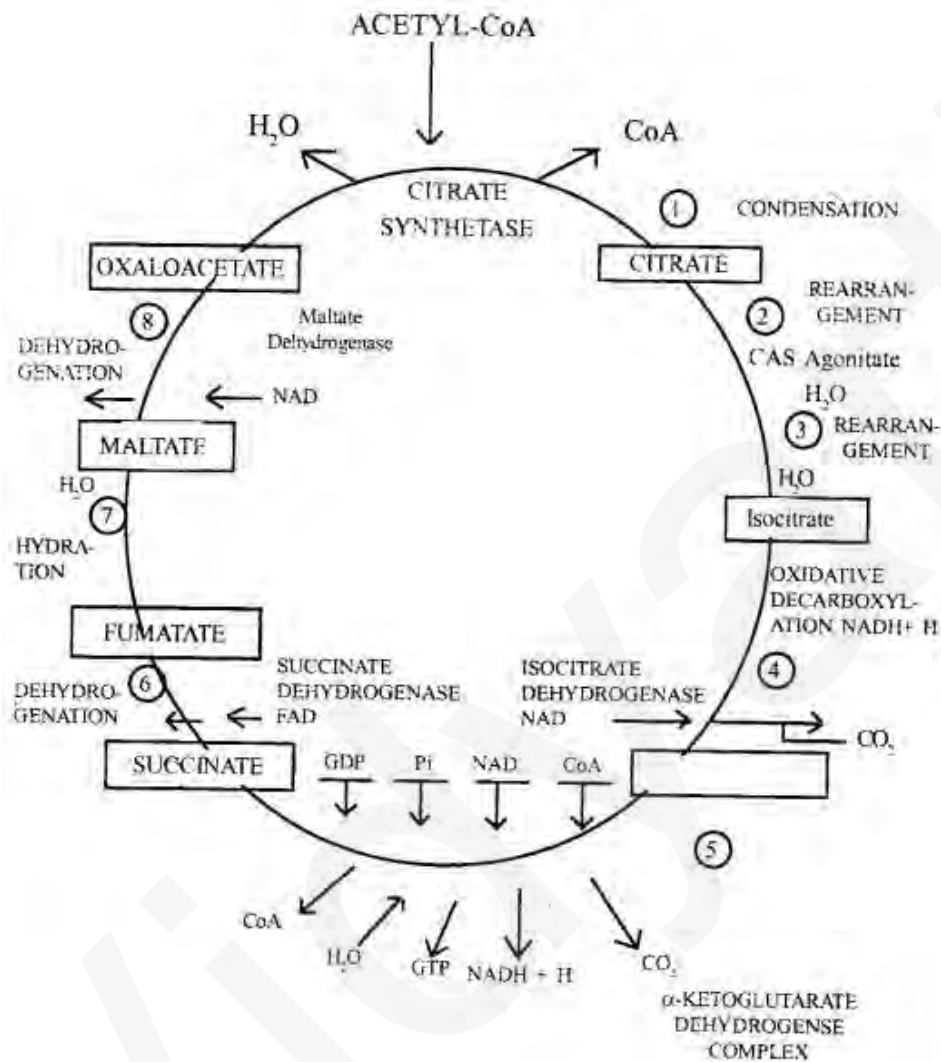 ACETYL-CoA
H₂O
CoA
CITRATE
SYNTHETASE
1
CONDENSATION
OXALOACETATE
CITRATE
8
Maltate
Dehydrogenase
2
REARRAN-
GEMENT
DEHYDRO-
GENATION
CAS Agonitate
NAD
H₂O
3
REARRAN-
GEMENT
MALTATE
H₂O
H₂O
7
Isocitrate
HYDRA-
TION
OXIDATIVE
DECARBOXYL-
ATION NADH+ H
FUMATATE
6
SUCCINATE
DEHYDROGENASE
FAD
ISOCITRATE
DEHYDROGENASE
NAD
4
DEHYDRO-
GENATION
CO₂
SUCCINATE
GDP
Pi
NAD
CoA
5
CoA
H₂O
GTP
NADH + H
CO₂
α-KETOGLUTARATE
DEHYDROGENSE
COMPLEX